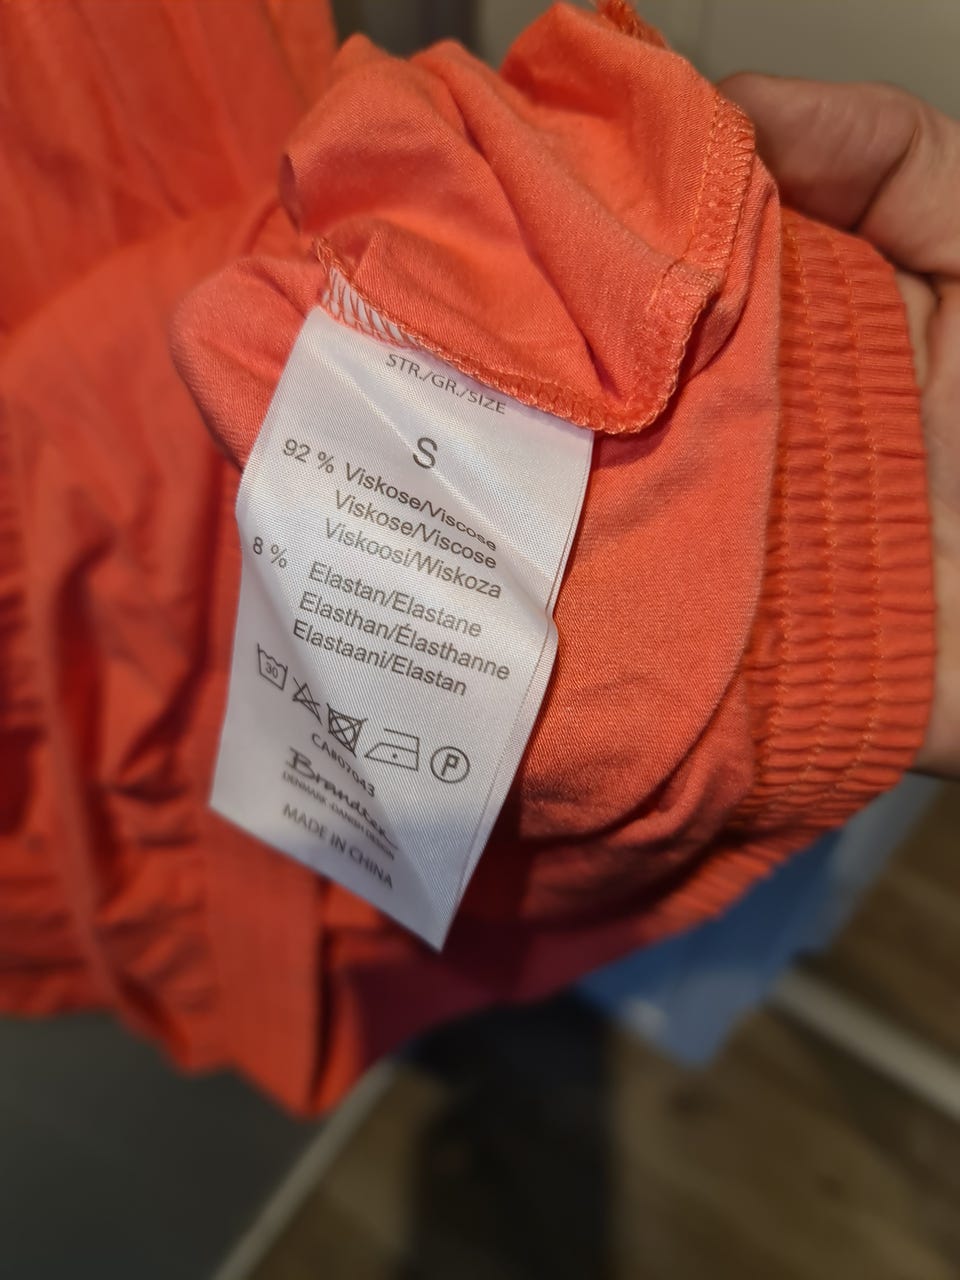 STR./GR./SIZE
S
92 % Viskose/Viscose
Viskose/Viscose
Viskoosi/Wiskoza
8 % Elastan/Elastane
Elasthan/Élasthanne
Elastaani/Elastan
30
P
CA807043
Brandtex
DENMARK-DANISH DESIGN
MADE IN CHINA